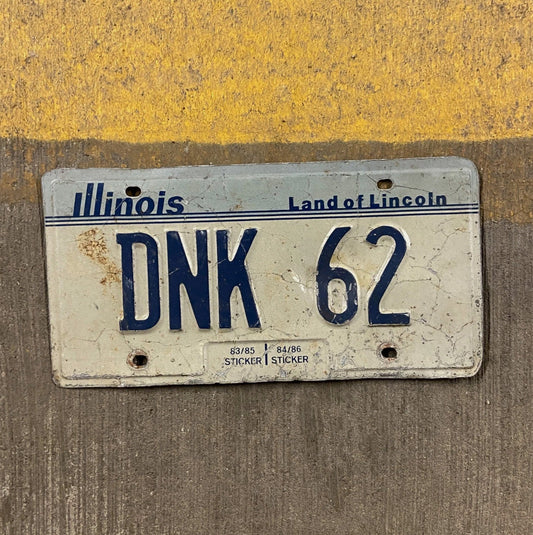 Illinois Land of Lincoln
DNK 62
83/85 84/86
STICKER STICKER